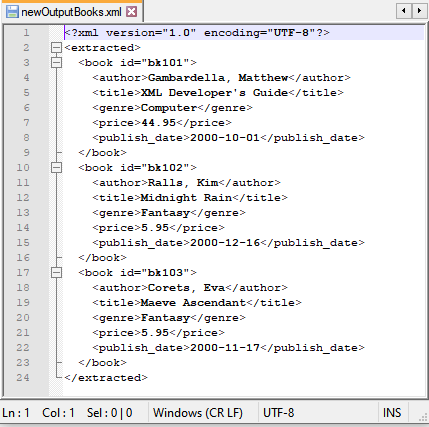 newOutputBooks.xml
1 <?xml version="1.0" encoding="UTF-8"?>
2 <extracted>
3 <book id="bk101">
4 <author>Gambardella, Matthew</author>
5 <title>XML Developer's Guide</title>
6 <genre>Computer</genre>
7 <price>44.95</price>
8 <publish_date>2000-10-01</publish_date>
9 </book>
10 <book id="bk102">
11 <author>Ralls, Kim</author>
12 <title>Midnight Rain</title>
13 <genre>Fantasy</genre>
14 <price>5.95</price>
15 <publish_date>2000-12-16</publish_date>
16 </book>
17 <book id="bk103">
18 <author>Corets, Eva</author>
19 <title>Maeve Ascendant</title>
20 <genre>Fantasy</genre>
21 <price>5.95</price>
22 <publish_date>2000-11-17</publish_date>
23 </book>
24 </extracted>
Ln : 1 Col : 1 Sel : 0 | 0 Windows (CR LF) UTF-8 INS